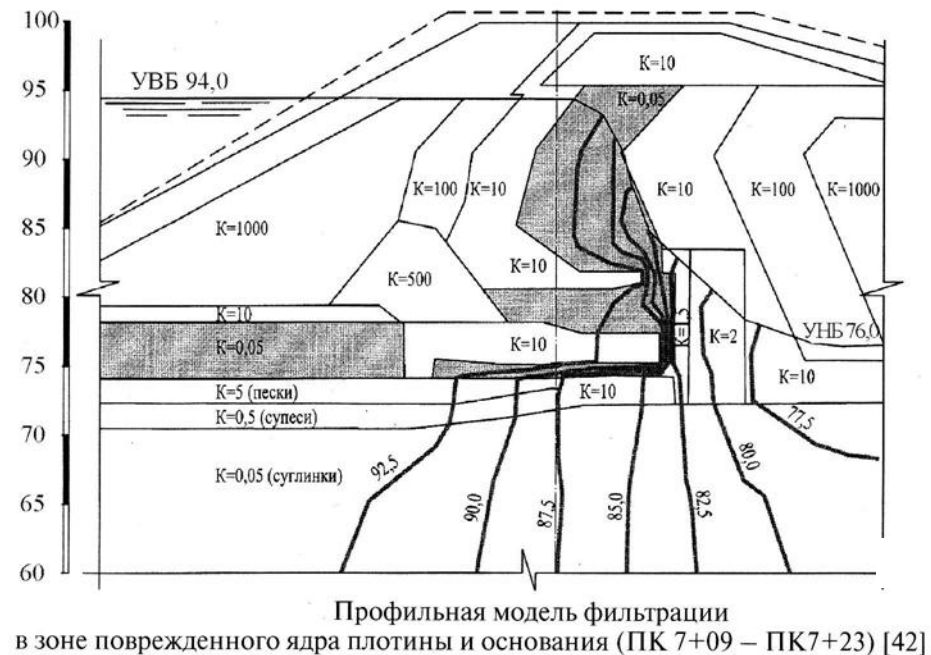 100
95
90
85
80
75
70
65
60
УВБ 94,0
K=10
K=0,05
K=100
K=10
K=10
K=100
K=1000
K=1000
K=500
K=10
K=10
K=0,05
K=10
K=2
УНБ 76,0
K=10
K=5 (пески)
K=10
K=0,5 (супеси)
K=0,05 (суглинки)
92,5
90,0
87,5
85,0
82,5
80,0
77,5
Профильная модель фильтрации
в зоне поврежденного ядра плотины и основания (ПК 7+09 – ПК7+23) [42]